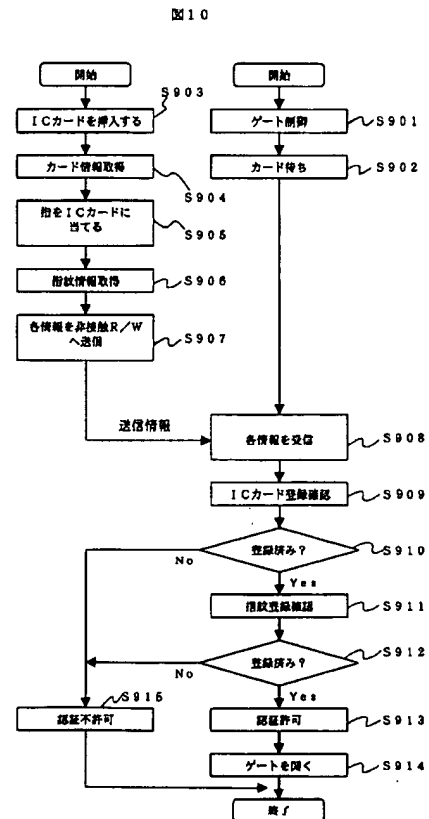 図10
開始
ICカードを挿入する
S903
カード情報取得
S904
指をICカードに
当てる
S905
指紋情報取得
S906
各情報を非接触R/W
へ送信
S907
送信情報
開始
ゲート制御
S901
カード待ち
S902
各情報を受信
S908
ICカード登録確認
S909
登録済み?
S910
No
Yes
指紋登録確認
S911
登録済み?
S912
No
Yes
S915
認証不許可
認証許可
S913
ゲートを開く
S914
終了